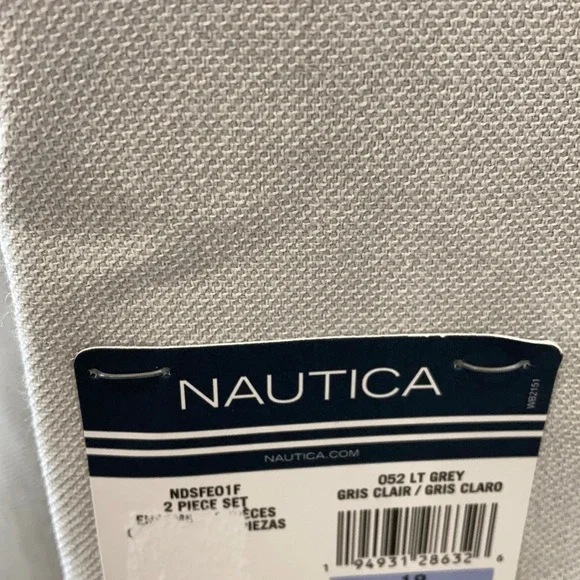 NAUTICA
WB2151
NAUTICA.COM
NDSFE01F
2 PIECE SET
PIEZAS
052 LT GREY
GRIS CLAIR / GRIS CLARO
1 94931 28632 6
18